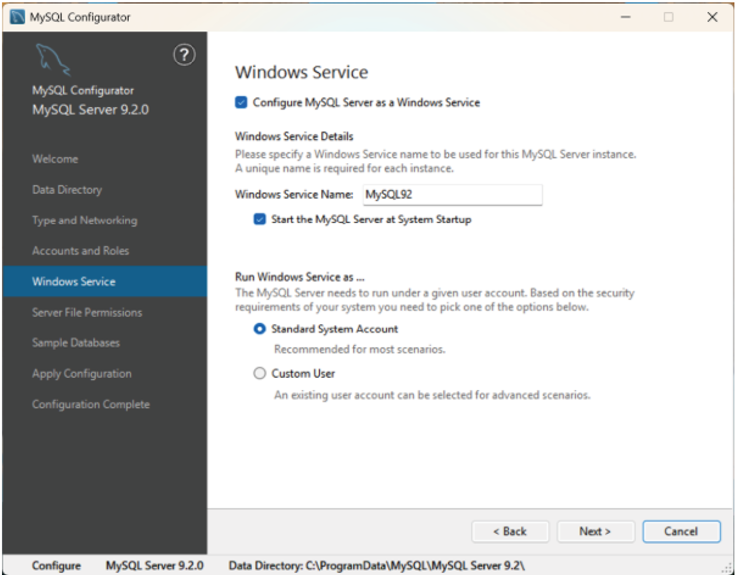 MySQL Configurator
?
MySQL Configurator
MySQL Server 9.2.0
Welcome
Data Directory
Type and Networking
Accounts and Roles
Windows Service
Server File Permissions
Sample Databases
Apply Configuration
Configuration Complete
Windows Service
Configure MySQL Server as a Windows Service
Windows Service Details
Please specify a Windows Service name to be used for this MySQL Server instance.
A unique name is required for each instance.
Windows Service Name: MySQL92
Start the MySQL Server at System Startup
Run Windows Service as ...
The MySQL Server needs to run under a given user account. Based on the security
requirements of your system you need to pick one of the options below.
Standard System Account
Recommended for most scenarios.
Custom User
An existing user account can be selected for advanced scenarios.
< Back Next > Cancel
Configure MySQL Server 9.2.0 Data Directory: C:\ProgramData\MySQL\MySQL Server 9.2\